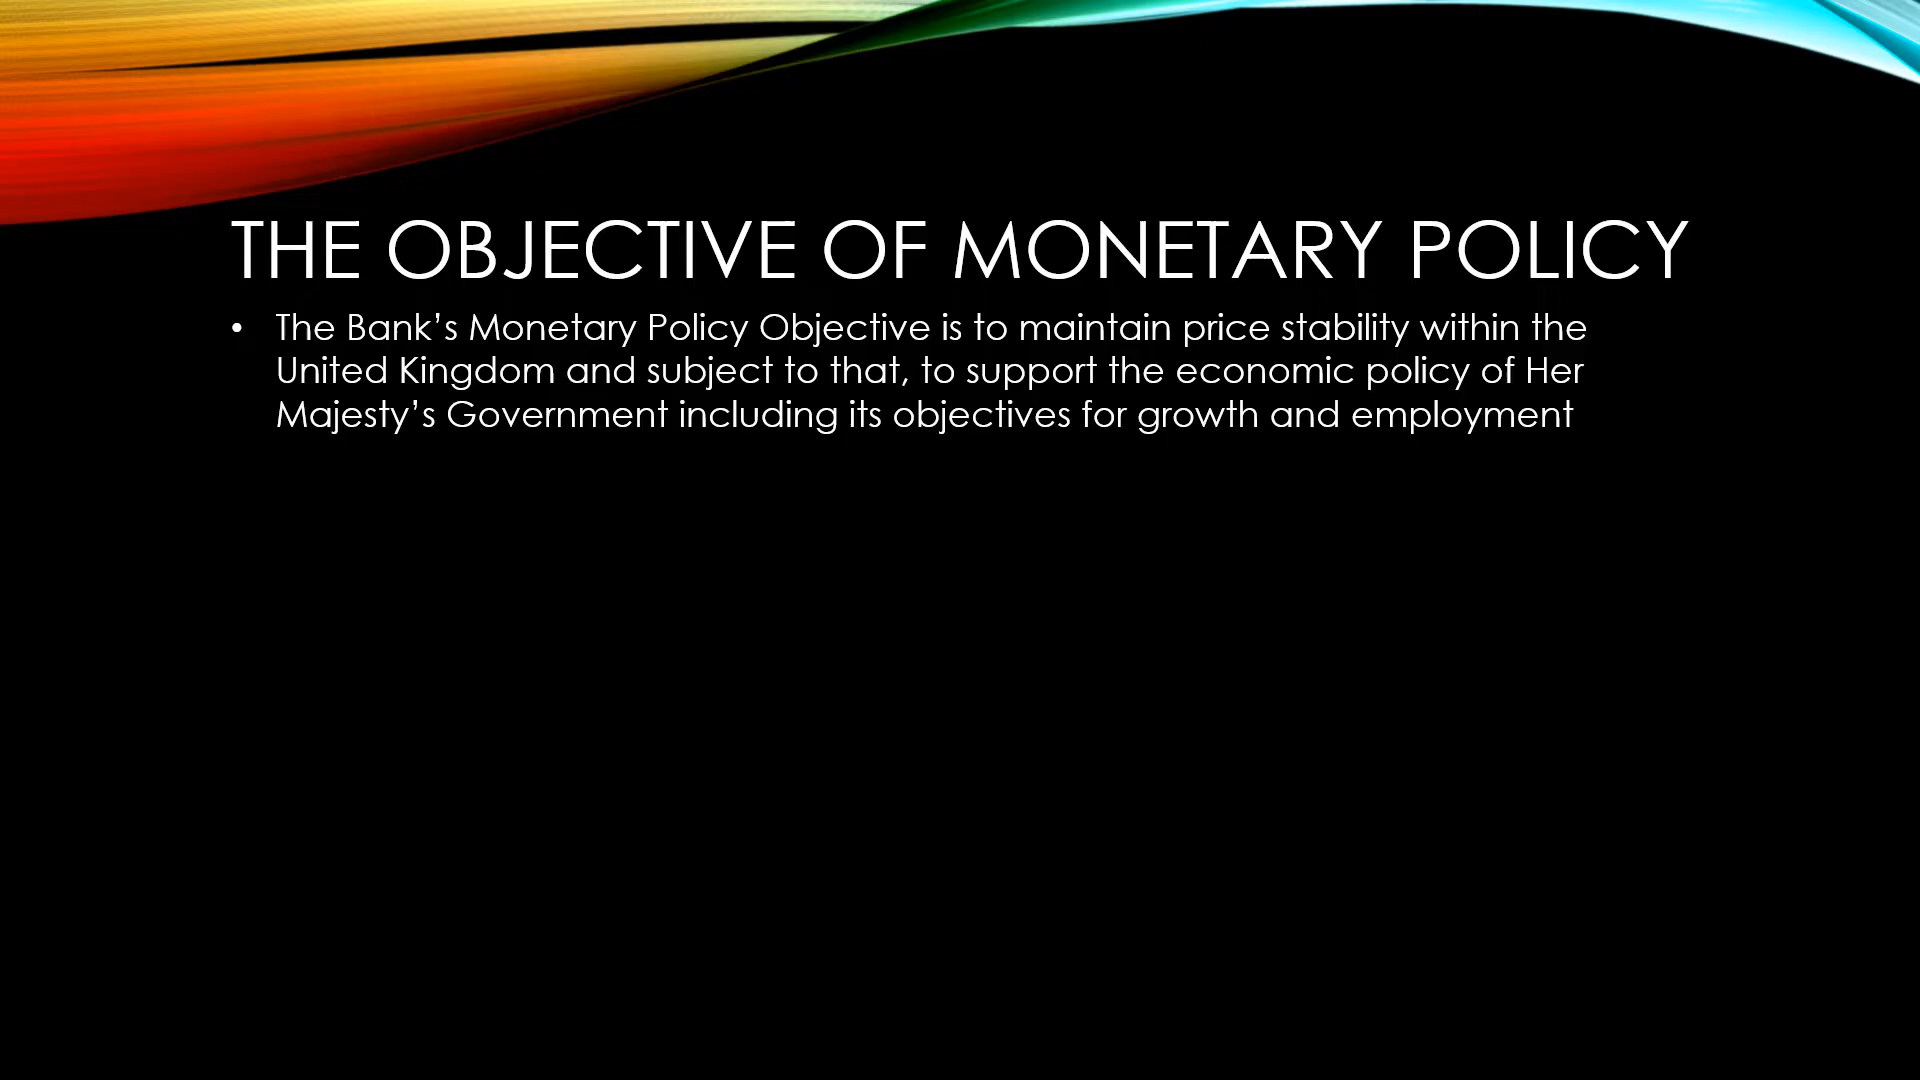 THE OBJECTIVE OF MONETARY POLICY
• The Bank’s Monetary Policy Objective is to maintain price stability within the
United Kingdom and subject to that, to support the economic policy of Her
Majesty’s Government including its objectives for growth and employment